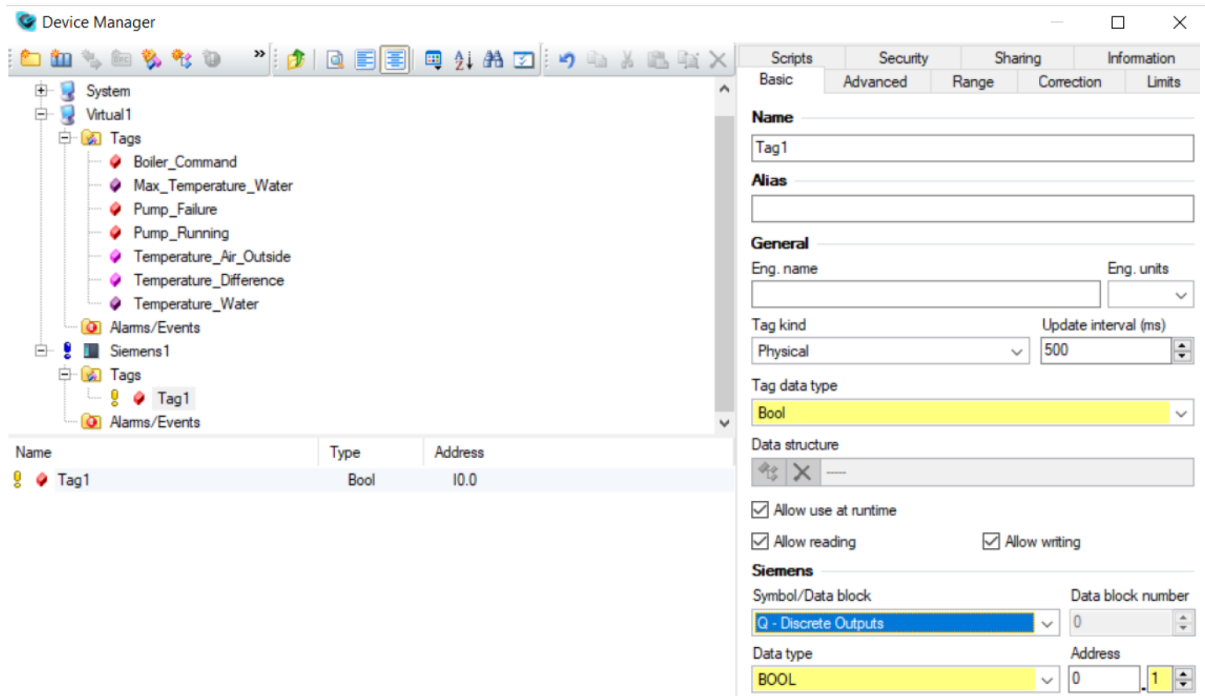 Device Manager
»
System
Virtual1
Tags
Boiler_Command
Max_Temperature_Water
Pump_Failure
Pump_Running
Temperature_Air_Outside
Temperature_Difference
Temperature_Water
Alarms/Events
Siemens1
Tags
Tag1
Alarms/Events
Name Type Address
Tag1 Bool I0.0
Scripts Security Sharing Information
Basic Advanced Range Correction Limits
Name
Tag1
Alias
General
Eng. name Eng. units
Tag kind Update interval (ms)
Physical 500
Tag data type
Bool
Data structure
----
Allow use at runtime
Allow reading Allow writing
Siemens
Symbol/Data block Data block number
Q - Discrete Outputs 0
Data type Address
BOOL 0 . 1